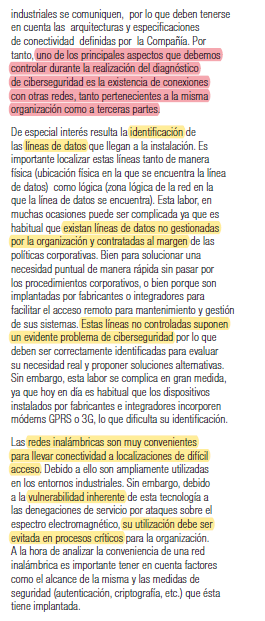 industriales se comuniquen, por lo que deben tenerse
en cuenta las arquitecturas y especificaciones
de conectividad definidas por la Compañía. Por
tanto, uno de los principales aspectos que debemos
controlar durante la realización del diagnóstico
de ciberseguridad es la existencia de conexiones
con otras redes, tanto pertenecientes a la misma
organización como a terceras partes.
De especial interés resulta la identificación de
las líneas de datos que llegan a la instalación. Es
importante localizar estas líneas tanto de manera
física (ubicación física en la que se encuentra la línea
de datos) como lógica (zona lógica de la red en la
que la línea de datos se encuentra). Esta labor, en
muchas ocasiones puede ser complicada ya que es
habitual que existan líneas de datos no gestionadas
por la organización y contratadas al margen de las
políticas corporativas. Bien para solucionar una
necesidad puntual de manera rápida sin pasar por
los procedimientos corporativos, o bien porque son
implantadas por fabricantes o integradores para
facilitar el acceso remoto para mantenimiento y gestión
de sus sistemas. Estas líneas no controladas suponen
un evidente problema de ciberseguridad por lo que
deben ser correctamente identificadas para evaluar
su necesidad real y proponer soluciones alternativas.
Sin embargo, esta labor se complica en gran medida,
ya que hoy en día es habitual que los dispositivos
instalados por fabricantes e integradores incorporen
módems GPRS o 3G, lo que dificulta su identificación.
Las redes inalámbricas son muy convenientes
para llevar conectividad a localizaciones de difícil
acceso. Debido a ello son ampliamente utilizadas
en los entornos industriales. Sin embargo, debido
a la vulnerabilidad inherente de esta tecnología a
las denegaciones de servicio por ataques sobre el
espectro electromagnético, su utilización debe ser
evitada en procesos críticos para la organización.
A la hora de analizar la conveniencia de una red
inalámbrica es importante tener en cuenta factores
como el alcance de la misma y las medidas de
seguridad (autenticación, criptografía, etc.) que ésta
tiene implantada.